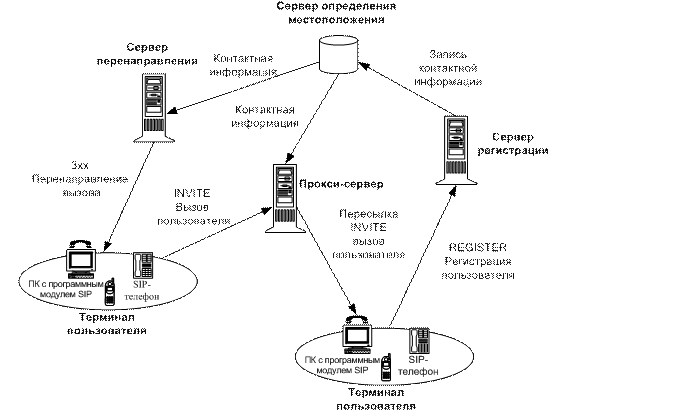 Сервер определения
местоположения
Сервер
перенаправления
Контактная
информация
Запись
контактной
информации
Контактная
информация
Сервер
регистрации
3xx
Перенаправление
вызова
INVITE
Вызов
пользователя
Прокси-сервер
Пересылка
INVITE
вызов
пользователя
REGISTER
Регистрация
пользователя
ПК с программным
модулем SIP
SIP-
телефон
Терминал
пользователя
ПК с программным
модулем SIP
SIP-
телефон
Терминал
пользователя